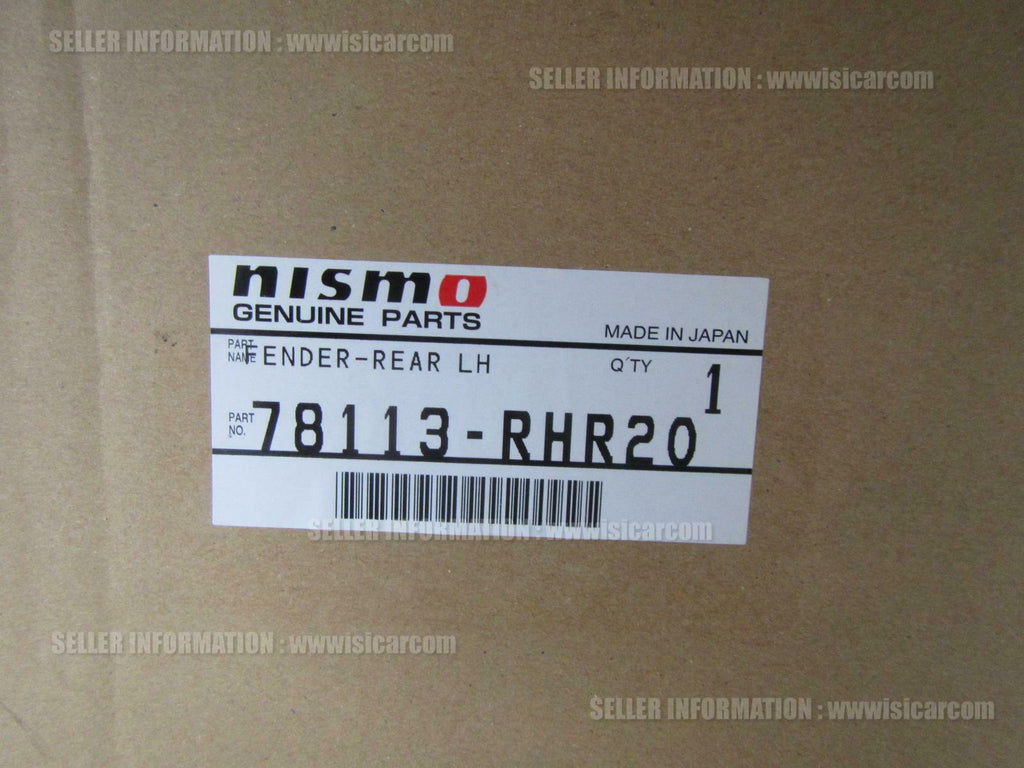 SELLER INFORMATION : wwwisicarcom
SELLER INFORMATION : wwwisicarcom
nismo
GENUINE PARTS
MADE IN JAPAN
PART NAME
FENDER-REAR LH
Q'TY
1
PART NO.
78113-RHR20
SELLER INFORMATION : wwwisicarcom
SELLER INFORMATION : wwwisicarcom
SELLER INFORMATION : wwwisicarcom